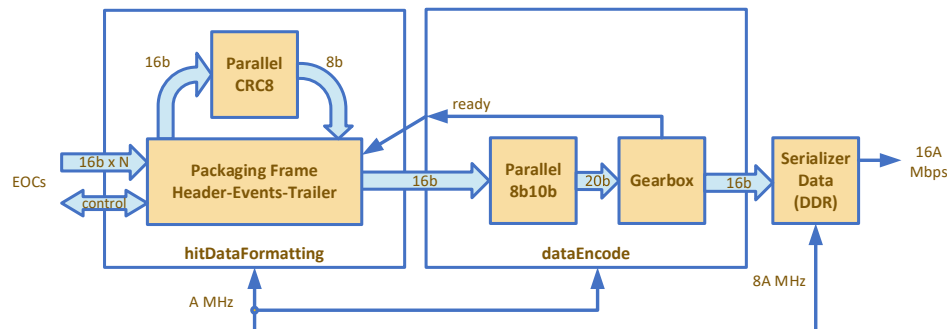 16b
Parallel
CRC8
8b
ready
16b x N
EOCs
control
Packaging Frame
Header-Events-Trailer
16b
Parallel
8b10b
20b
Gearbox
16b
Serializer
Data
(DDR)
16A
Mbps
hitDataFormatting
dataEncode
A MHz
8A MHz